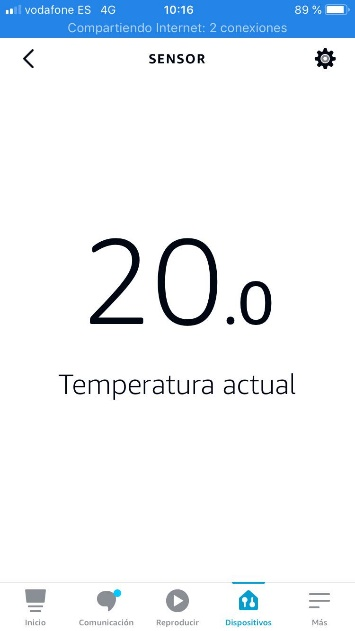 vodafone ES 4G 10:16 89 %
Compartiendo Internet: 2 conexiones
SENSOR
20.0
Temperatura actual
Inicio Comunicación Reproducir Dispositivos Más